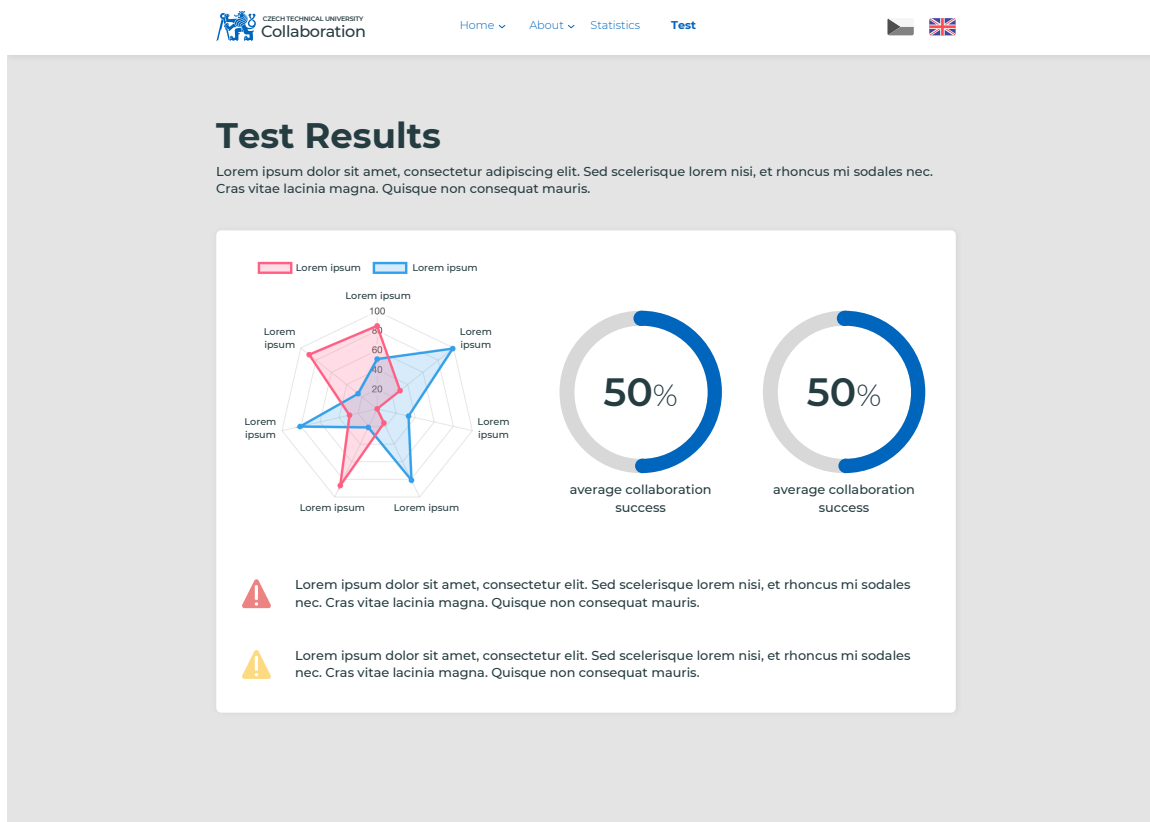 CZECH TECHNICAL UNIVERSITY
Collaboration
Home
About
Statistics
Test
Test Results
Lorem ipsum dolor sit amet, consectetur adipiscing elit. Sed scelerisque lorem nisi, et rhoncus mi sodales nec.
Cras vitae lacinia magna. Quisque non consequat mauris.
Lorem ipsum
Lorem ipsum
Lorem ipsum
100
80
60
40
20
Lorem
ipsum
Lorem
ipsum
Lorem
ipsum
Lorem
ipsum
Lorem ipsum
Lorem ipsum
50%
average collaboration
success
50%
average collaboration
success
Lorem ipsum dolor sit amet, consectetur elit. Sed scelerisque lorem nisi, et rhoncus mi sodales
nec. Cras vitae lacinia magna. Quisque non consequat mauris.
Lorem ipsum dolor sit amet, consectetur elit. Sed scelerisque lorem nisi, et rhoncus mi sodales
nec. Cras vitae lacinia magna. Quisque non consequat mauris.